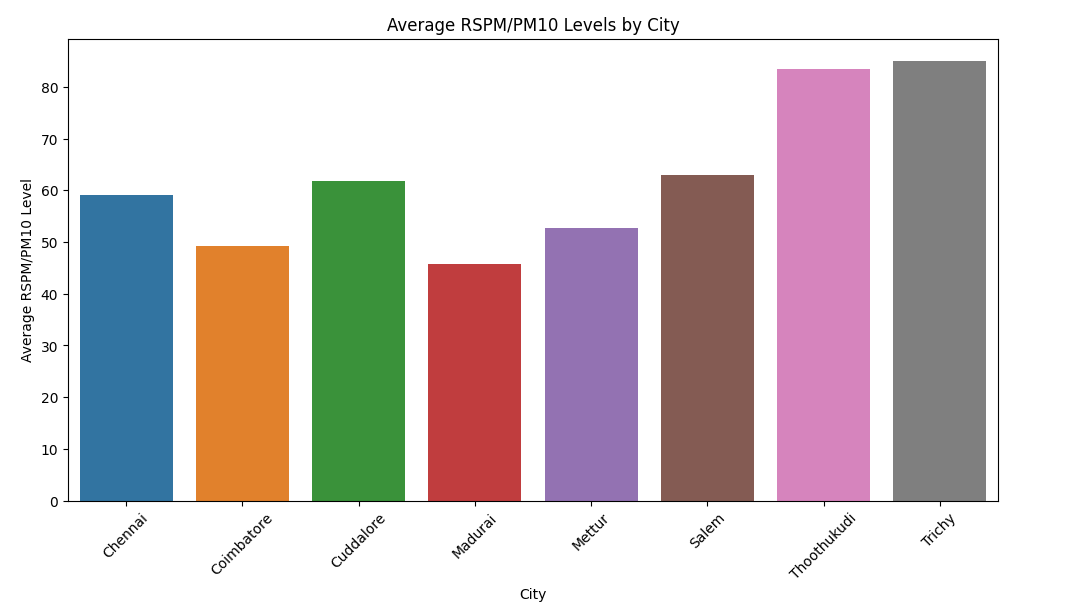 Average RSPM/PM10 Levels by City
Average RSPM/PM10 Level
80
70
60
50
40
30
20
10
0
Chennai
Coimbatore
Cuddalore
Madurai
Mettur
Salem
Thoothukudi
Trichy
City